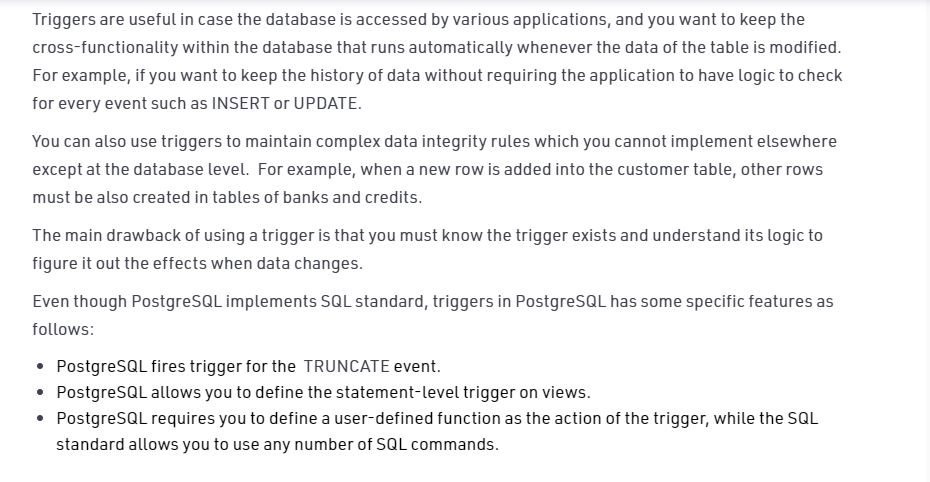 Triggers are useful in case the database is accessed by various applications, and you want to keep the
cross-functionality within the database that runs automatically whenever the data of the table is modified.
For example, if you want to keep the history of data without requiring the application to have logic to check
for every event such as INSERT or UPDATE.
You can also use triggers to maintain complex data integrity rules which you cannot implement elsewhere
except at the database level. For example, when a new row is added into the customer table, other rows
must be also created in tables of banks and credits.
The main drawback of using a trigger is that you must know the trigger exists and understand its logic to
figure it out the effects when data changes.
Even though PostgreSQL implements SQL standard, triggers in PostgreSQL has some specific features as
follows:
• PostgreSQL fires trigger for the TRUNCATE event.
• PostgreSQL allows you to define the statement-level trigger on views.
• PostgreSQL requires you to define a user-defined function as the action of the trigger, while the SQL
standard allows you to use any number of SQL commands.